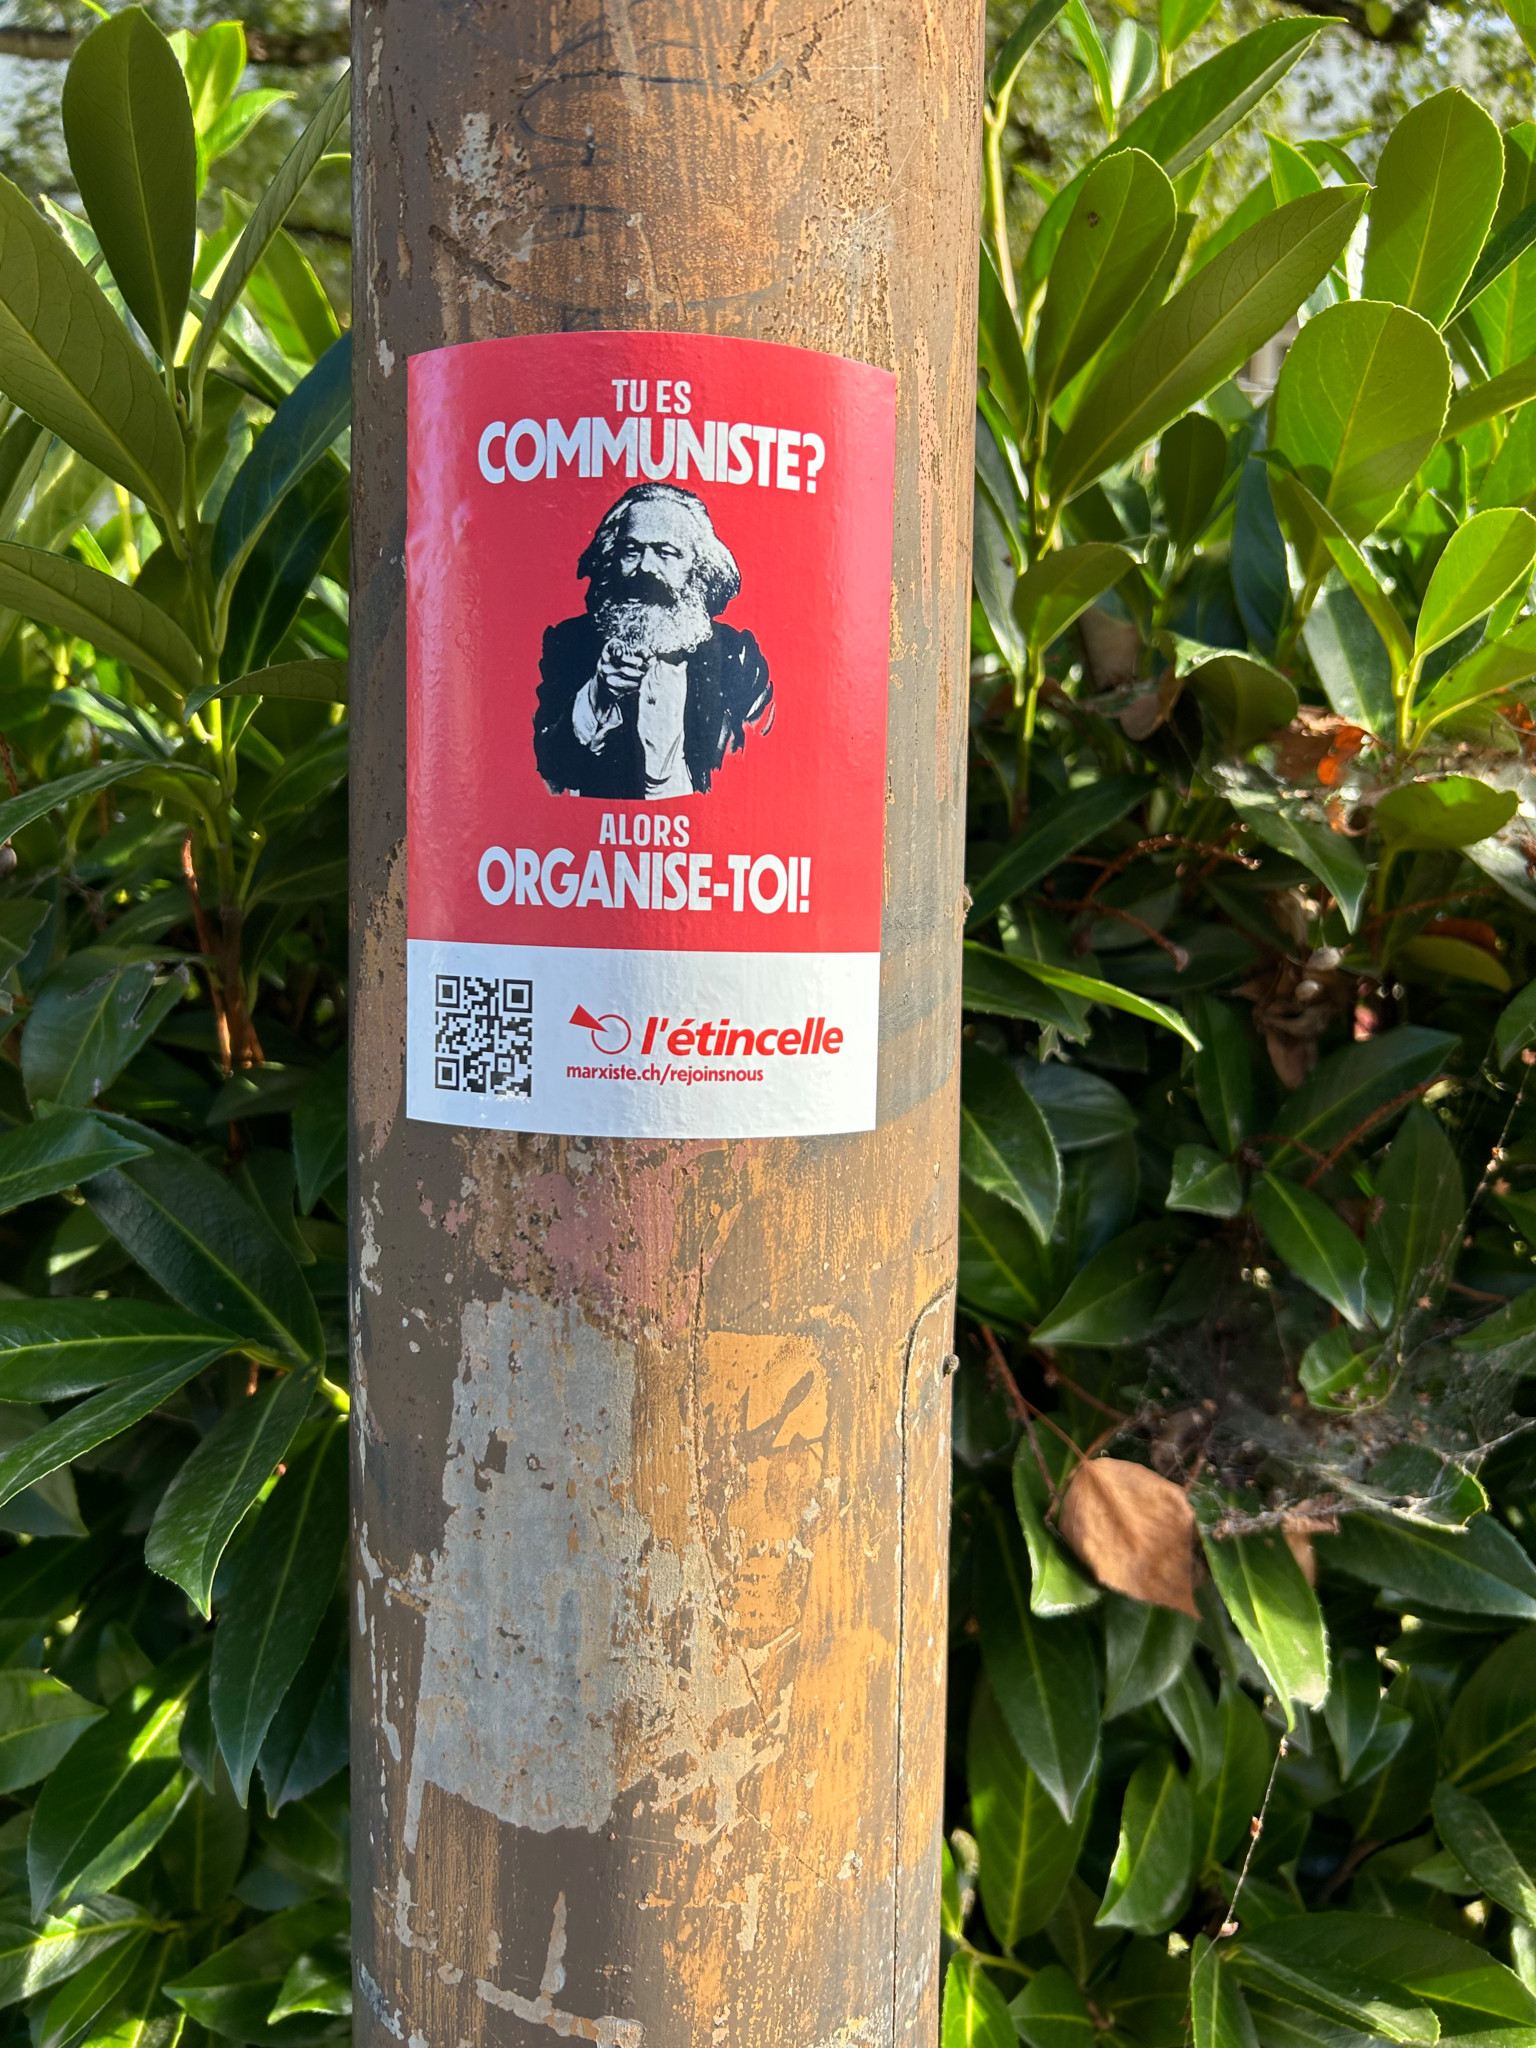 TU ES
COMMUNISTE?
ALORS
ORGANISE-TOI!
l'étincelle
marxiste.ch/rejoinsnous